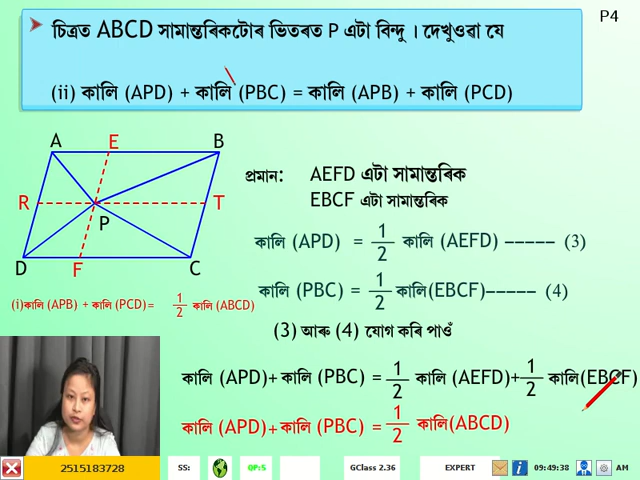 P4
চিত্ৰত ABCD সামান্তৰিকটোৰ ভিতৰত P এটা বিন্দু । দেখুওৱা যে
(ii) কালি (APD) + কালি (PBC) = কালি (APB) + কালি (PCD)
A E B
R T
P
D F C
প্ৰমান: AEFD এটা সামান্তৰিক
EBCF এটা সামান্তৰিক
কালি (APD) = 1/2 কালি (AEFD) ----- (3)
কালি (PBC) = 1/2 কালি(EBCF)----- (4)
(i)কালি (APB) + কালি (PCD)= 1/2 কালি (ABCD)
(3) আৰু (4) যোগ কৰি পাওঁ
কালি (APD)+কালি (PBC) = 1/2 কালি (AEFD)+1/2 কালি(EBCF)
কালি (APD)+কালি (PBC) = 1/2 কালি(ABCD)
2515183728 SS: QP:5 GClass 2.36 EXPERT 09:49:38 AM